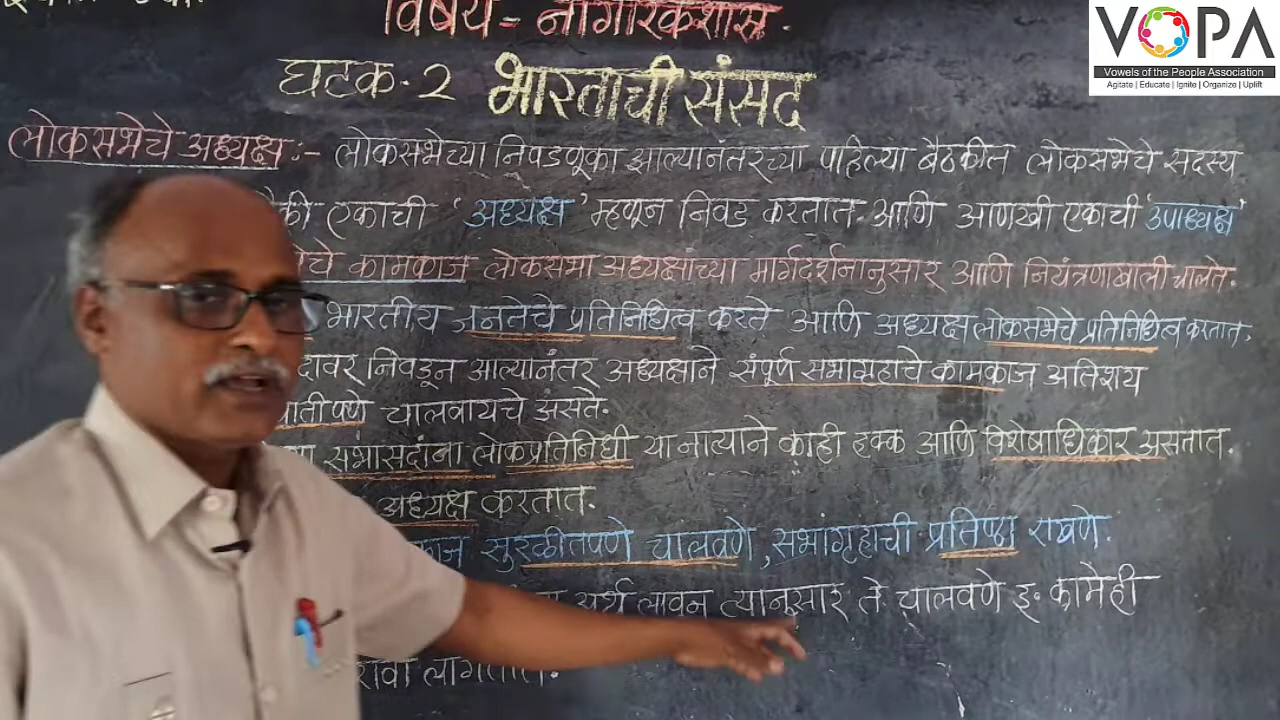 विषय = नागरिकशास्त्र.
घटक. 2 भारताची संसद
लोकसभेचे अध्यक्ष :- लोकसभेच्या निवडणूका आल्यानंतरच्या पहिल्या बैठकीत लोकसभेचे सदस्य
एकाची 'अध्यक्ष' म्हणून निवड करतात. आणि आणखी एकाची 'उपाध्यक्ष'
कामकाज लोकसभा अध्यक्षांच्या मार्गदर्शनानुसार आणि नियंत्रणाखाली चालते.
भारतीय जनतेचे प्रतिनिधित्व करते आणि अध्यक्ष लोकसभेचे प्रतिनिधित्व करतात.
निवडून आल्यानंतर अध्यक्षाने संपूर्ण सभागृहाचे कामकाज अतिशय
चालवायचे असते.
सभासदांना लोकप्रतिनिधी या नात्याने काही हक्क आणि विशेषाधिकार असतात.
अध्यक्ष करतात.
सुरळीतपणे चालवणे, सभागृहाची प्रतिष्ठा राखणे.
अर्थ लावून त्यानुसार ते चालवणे इ. कामेही
लागतात.
VOPA
Vowels of the People Association
Agitate | Educate | Ignite | Organize | Uplift